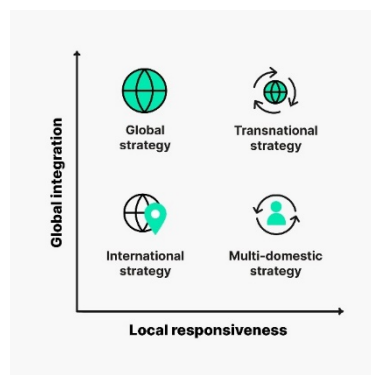 Global integration
Global
strategy
Transnational
strategy
International
strategy
Multi-domestic
strategy
Local responsiveness